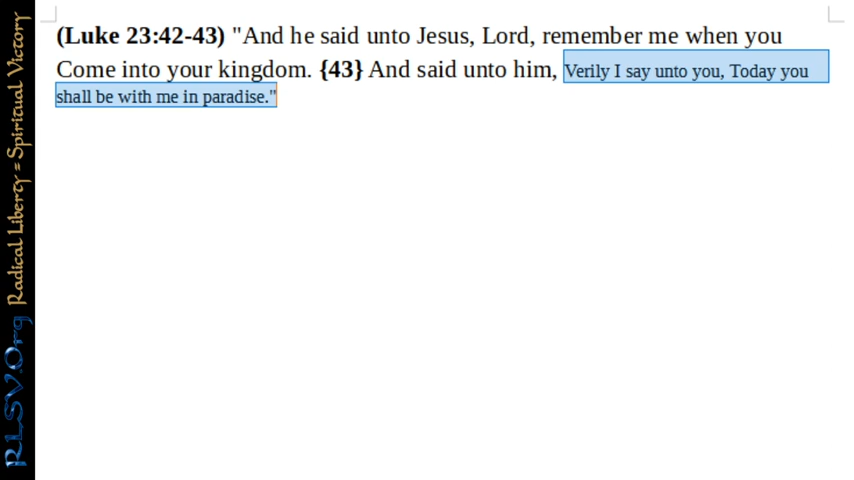 (Luke 23:42-43) "And he said unto Jesus, Lord, remember me when you
Come into your kingdom. {43} And said unto him, Verily I say unto you, Today you
shall be with me in paradise."
RLSV.Org Radical Liberty = Spiritual Victory